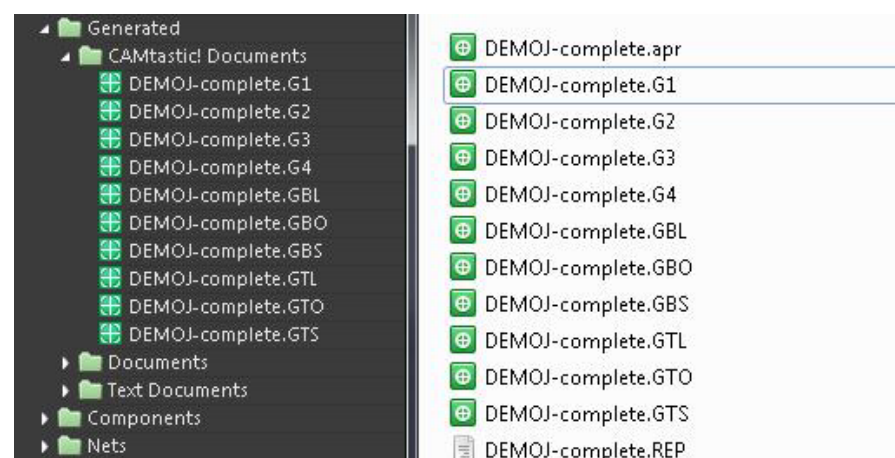 Generated
CAMtastic! Documents
DEMOJ-complete.G1
DEMOJ-complete.G2
DEMOJ-complete.G3
DEMOJ-complete.G4
DEMOJ-complete.GBL
DEMOJ-complete.GBO
DEMOJ-complete.GBS
DEMOJ-complete.GTL
DEMOJ-complete.GTO
DEMOJ-complete.GTS
Documents
Text Documents
Components
Nets
DEMOJ-complete.apr
DEMOJ-complete.G1
DEMOJ-complete.G2
DEMOJ-complete.G3
DEMOJ-complete.G4
DEMOJ-complete.GBL
DEMOJ-complete.GBO
DEMOJ-complete.GBS
DEMOJ-complete.GTL
DEMOJ-complete.GTO
DEMOJ-complete.GTS
DEMOJ-complete.REP